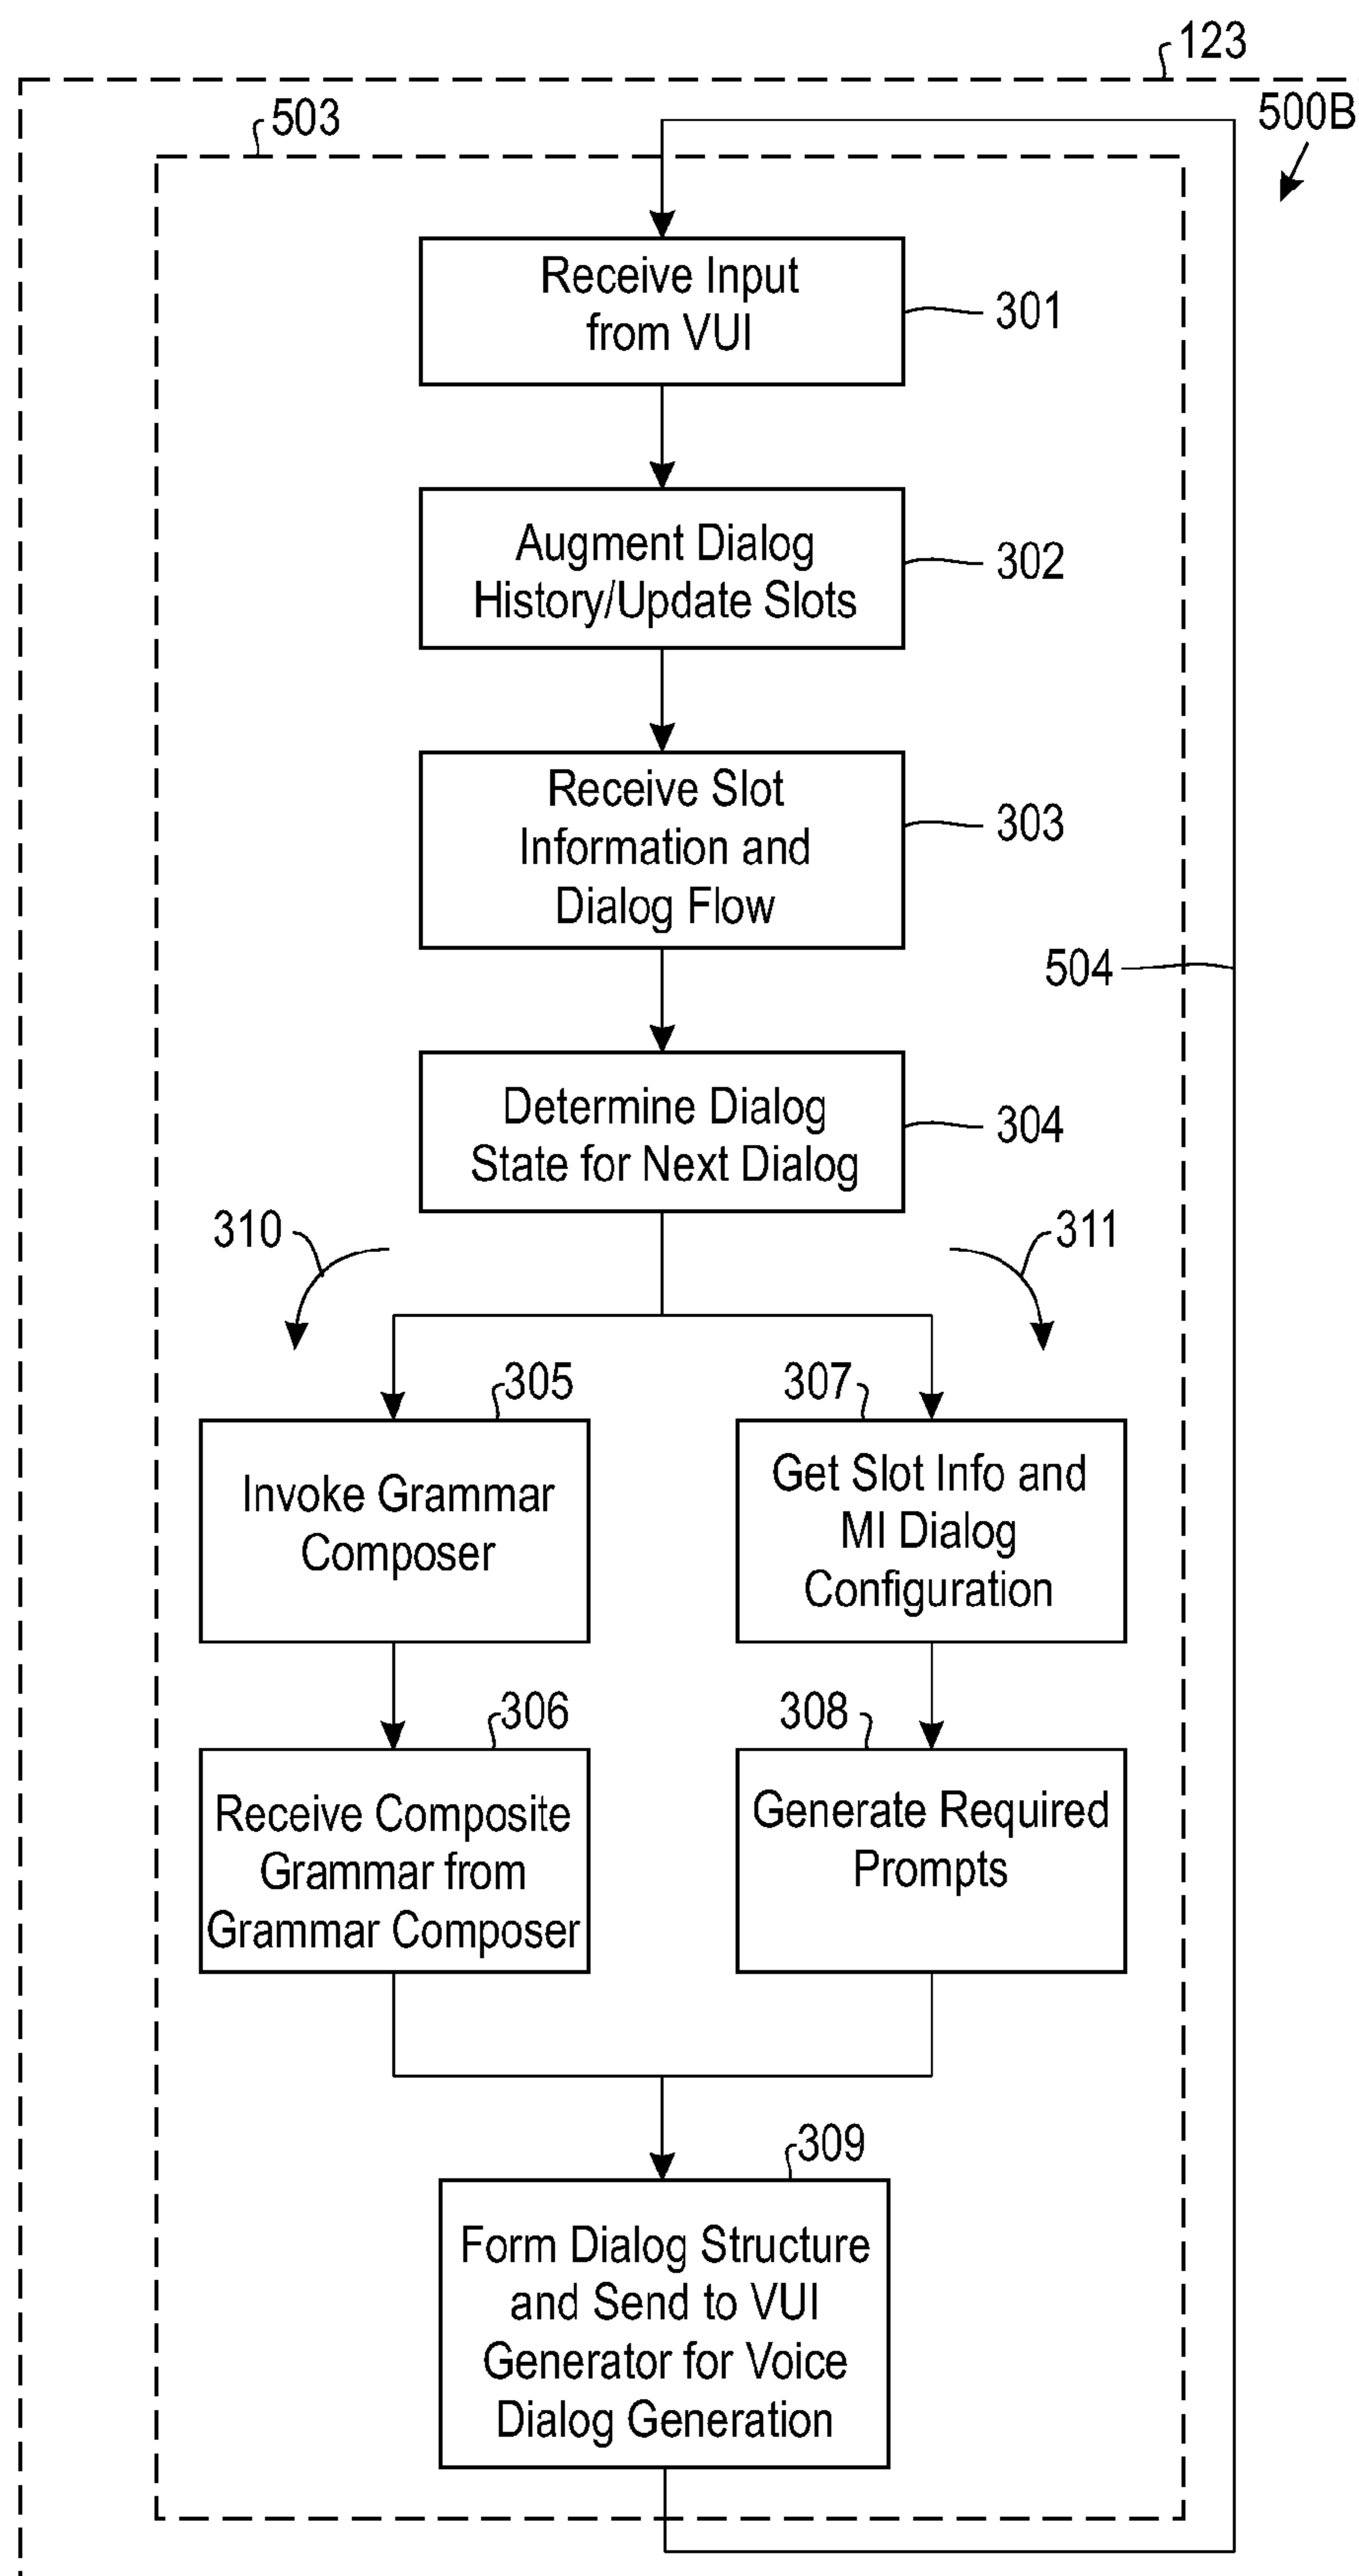 123
500B
503
Receive Input
from VUI
301
Augment Dialog
History/Update Slots
302
Receive Slot
Information and
Dialog Flow
303
504
Determine Dialog
State for Next Dialog
304
310
311
305
307
Invoke Grammar
Composer
Get Slot Info and
MI Dialog
Configuration
306
308
Receive Composite
Grammar from
Grammar Composer
Generate Required
Prompts
309
Form Dialog Structure
and Send to VUI
Generator for Voice
Dialog Generation